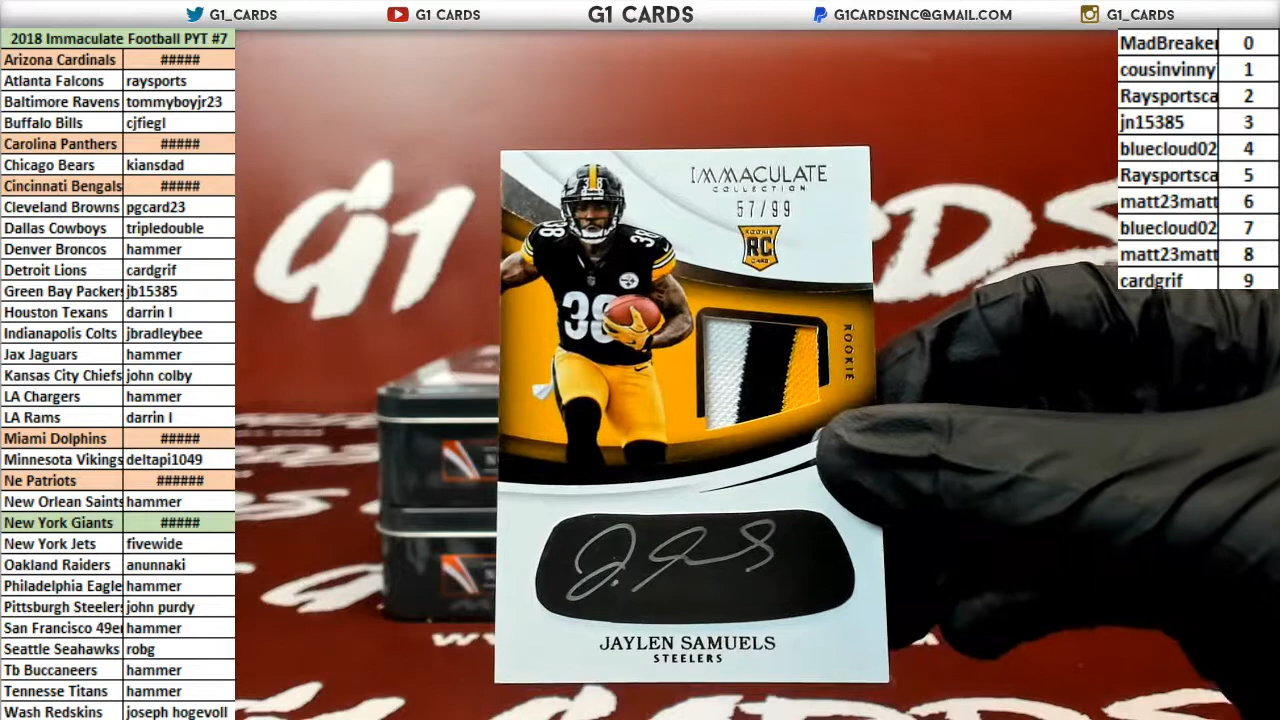 G1_CARDS
G1 CARDS
G1 CARDS
G1CARDSINC@GMAIL.COM
G1_CARDS
2018 Immaculate Football PYT #7
Arizona Cardinals #####
Atlanta Falcons raysports
Baltimore Ravens tommyboyjr23
Buffalo Bills cjfiegl
Carolina Panthers #####
Chicago Bears kiansdad
Cincinnati Bengals #####
Cleveland Browns pgcard23
Dallas Cowboys tripledouble
Denver Broncos hammer
Detroit Lions cardgrif
Green Bay Packers jb15385
Houston Texans darrin l
Indianapolis Colts jbradleybee
Jax Jaguars hammer
Kansas City Chiefs john colby
LA Chargers hammer
LA Rams darrin l
Miami Dolphins #####
Minnesota Vikings deltapi1049
Ne Patriots ######
New Orlean Saints hammer
New York Giants #####
New York Jets fivewide
Oakland Raiders anunnaki
Philadelphia Eagle hammer
Pittsburgh Steelers john purdy
San Francisco 49er hammer
Seattle Seahawks robg
Tb Buccaneers hammer
Tennesse Titans hammer
Wash Redskins joseph hogevoll
MadBreaker 0
cousinvinny 1
Raysportsca 2
jn15385 3
bluecloud02 4
Raysportsca 5
matt23matt 6
bluecloud02 7
matt23matt 8
cardgrif 9
G1 CARDS
IMMACULATE
COLLECTION
57/99
ROOKIE
RC
CARD
38
38
38
ROOKIE
JAYLEN SAMUELS
STEELERS